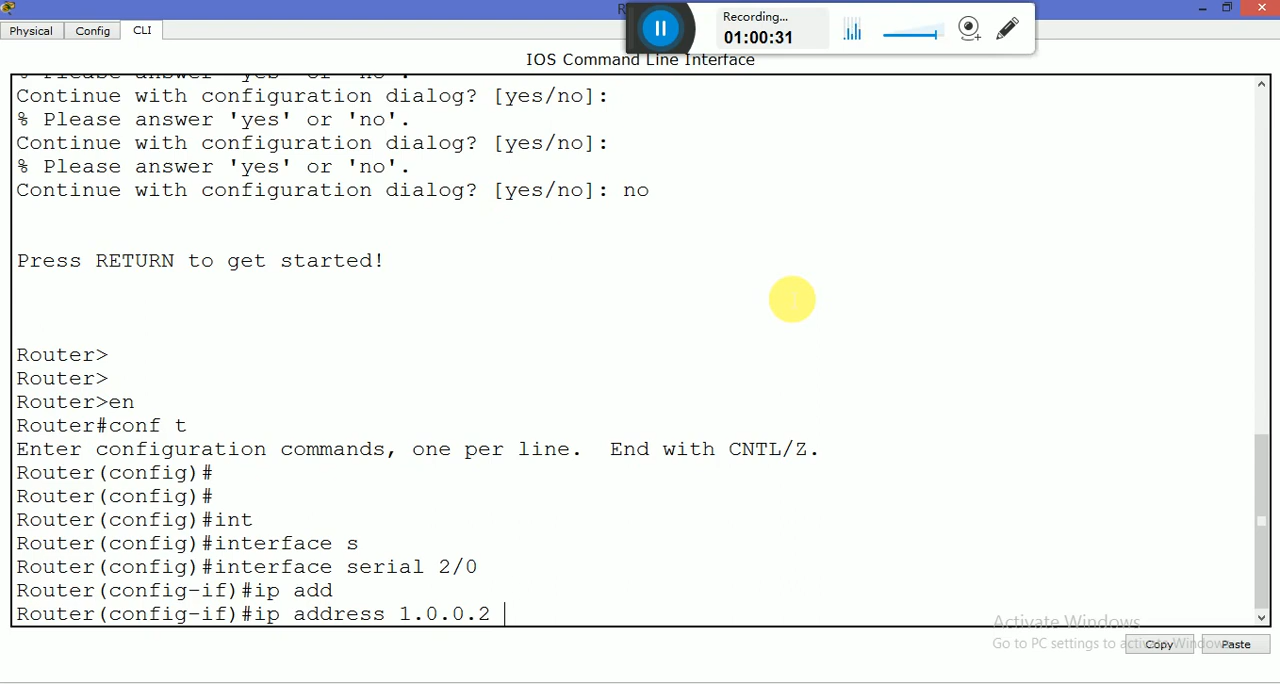 Recording...
01:00:31
Physical
Config
CLI
IOS Command Line Interface
% Please answer 'yes' or 'no'.
Continue with configuration dialog? [yes/no]:
% Please answer 'yes' or 'no'.
Continue with configuration dialog? [yes/no]:
% Please answer 'yes' or 'no'.
Continue with configuration dialog? [yes/no]: no
Press RETURN to get started!
Router>
Router>
Router>en
Router#conf t
Enter configuration commands, one per line.  End with CNTL/Z.
Router(config)#
Router(config)#
Router(config)#int
Router(config)#interface s
Router(config)#interface serial 2/0
Router(config-if)#ip add
Router(config-if)#ip address 1.0.0.2
Activate Windows
Go to PC settings to activate Windows.
Copy
Paste